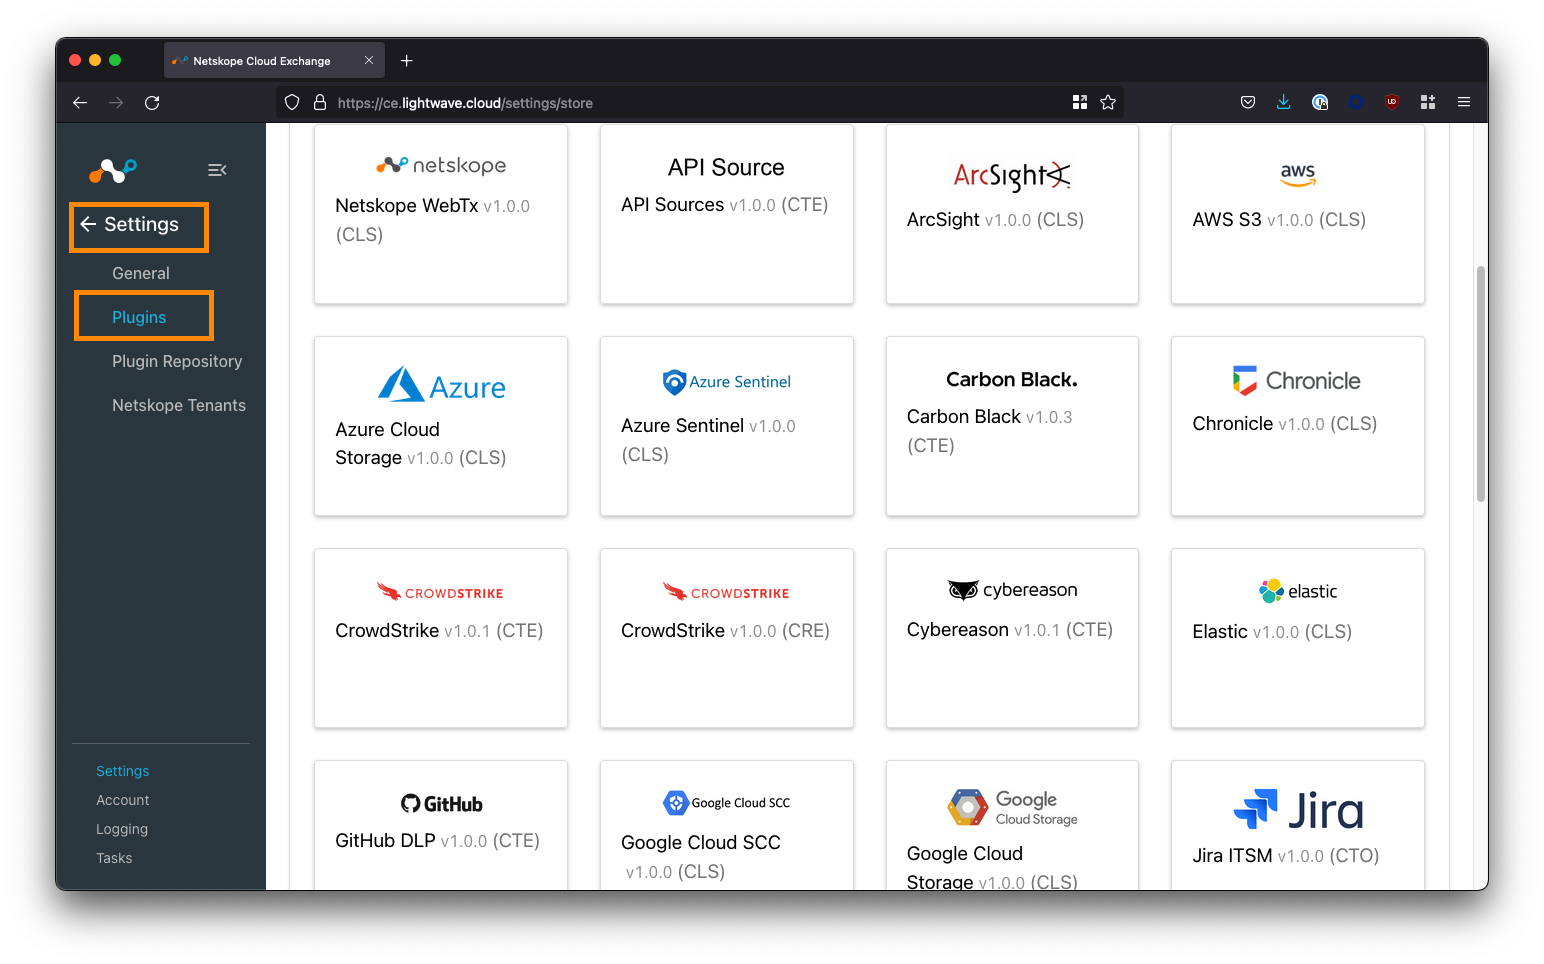 Netskope Cloud Exchange
https://ce.lightwave.cloud/settings/store
Settings
General
Plugins
Plugin Repository
Netskope Tenants
Settings
Account
Logging
Tasks
netskope
Netskope WebTx v1.0.0
(CLS)
API Source
API Sources v1.0.0 (CTE)
ArcSight
ArcSight v1.0.0 (CLS)
aws
AWS S3 v1.0.0 (CLS)
Azure
Azure Cloud
Storage v1.0.0 (CLS)
Azure Sentinel
Azure Sentinel v1.0.0
(CLS)
Carbon Black.
Carbon Black v1.0.3
(CTE)
Chronicle
Chronicle v1.0.0 (CLS)
CROWDSTRIKE
CrowdStrike v1.0.1 (CTE)
CROWDSTRIKE
CrowdStrike v1.0.0 (CRE)
cybereason
Cybereason v1.0.1 (CTE)
elastic
Elastic v1.0.0 (CLS)
GitHub
GitHub DLP v1.0.0 (CTE)
Google Cloud SCC
Google Cloud SCC
v1.0.0 (CLS)
Google
Cloud Storage
Google Cloud
Storage v1.0.0 (CLS)
Jira
Jira ITSM v1.0.0 (CTO)